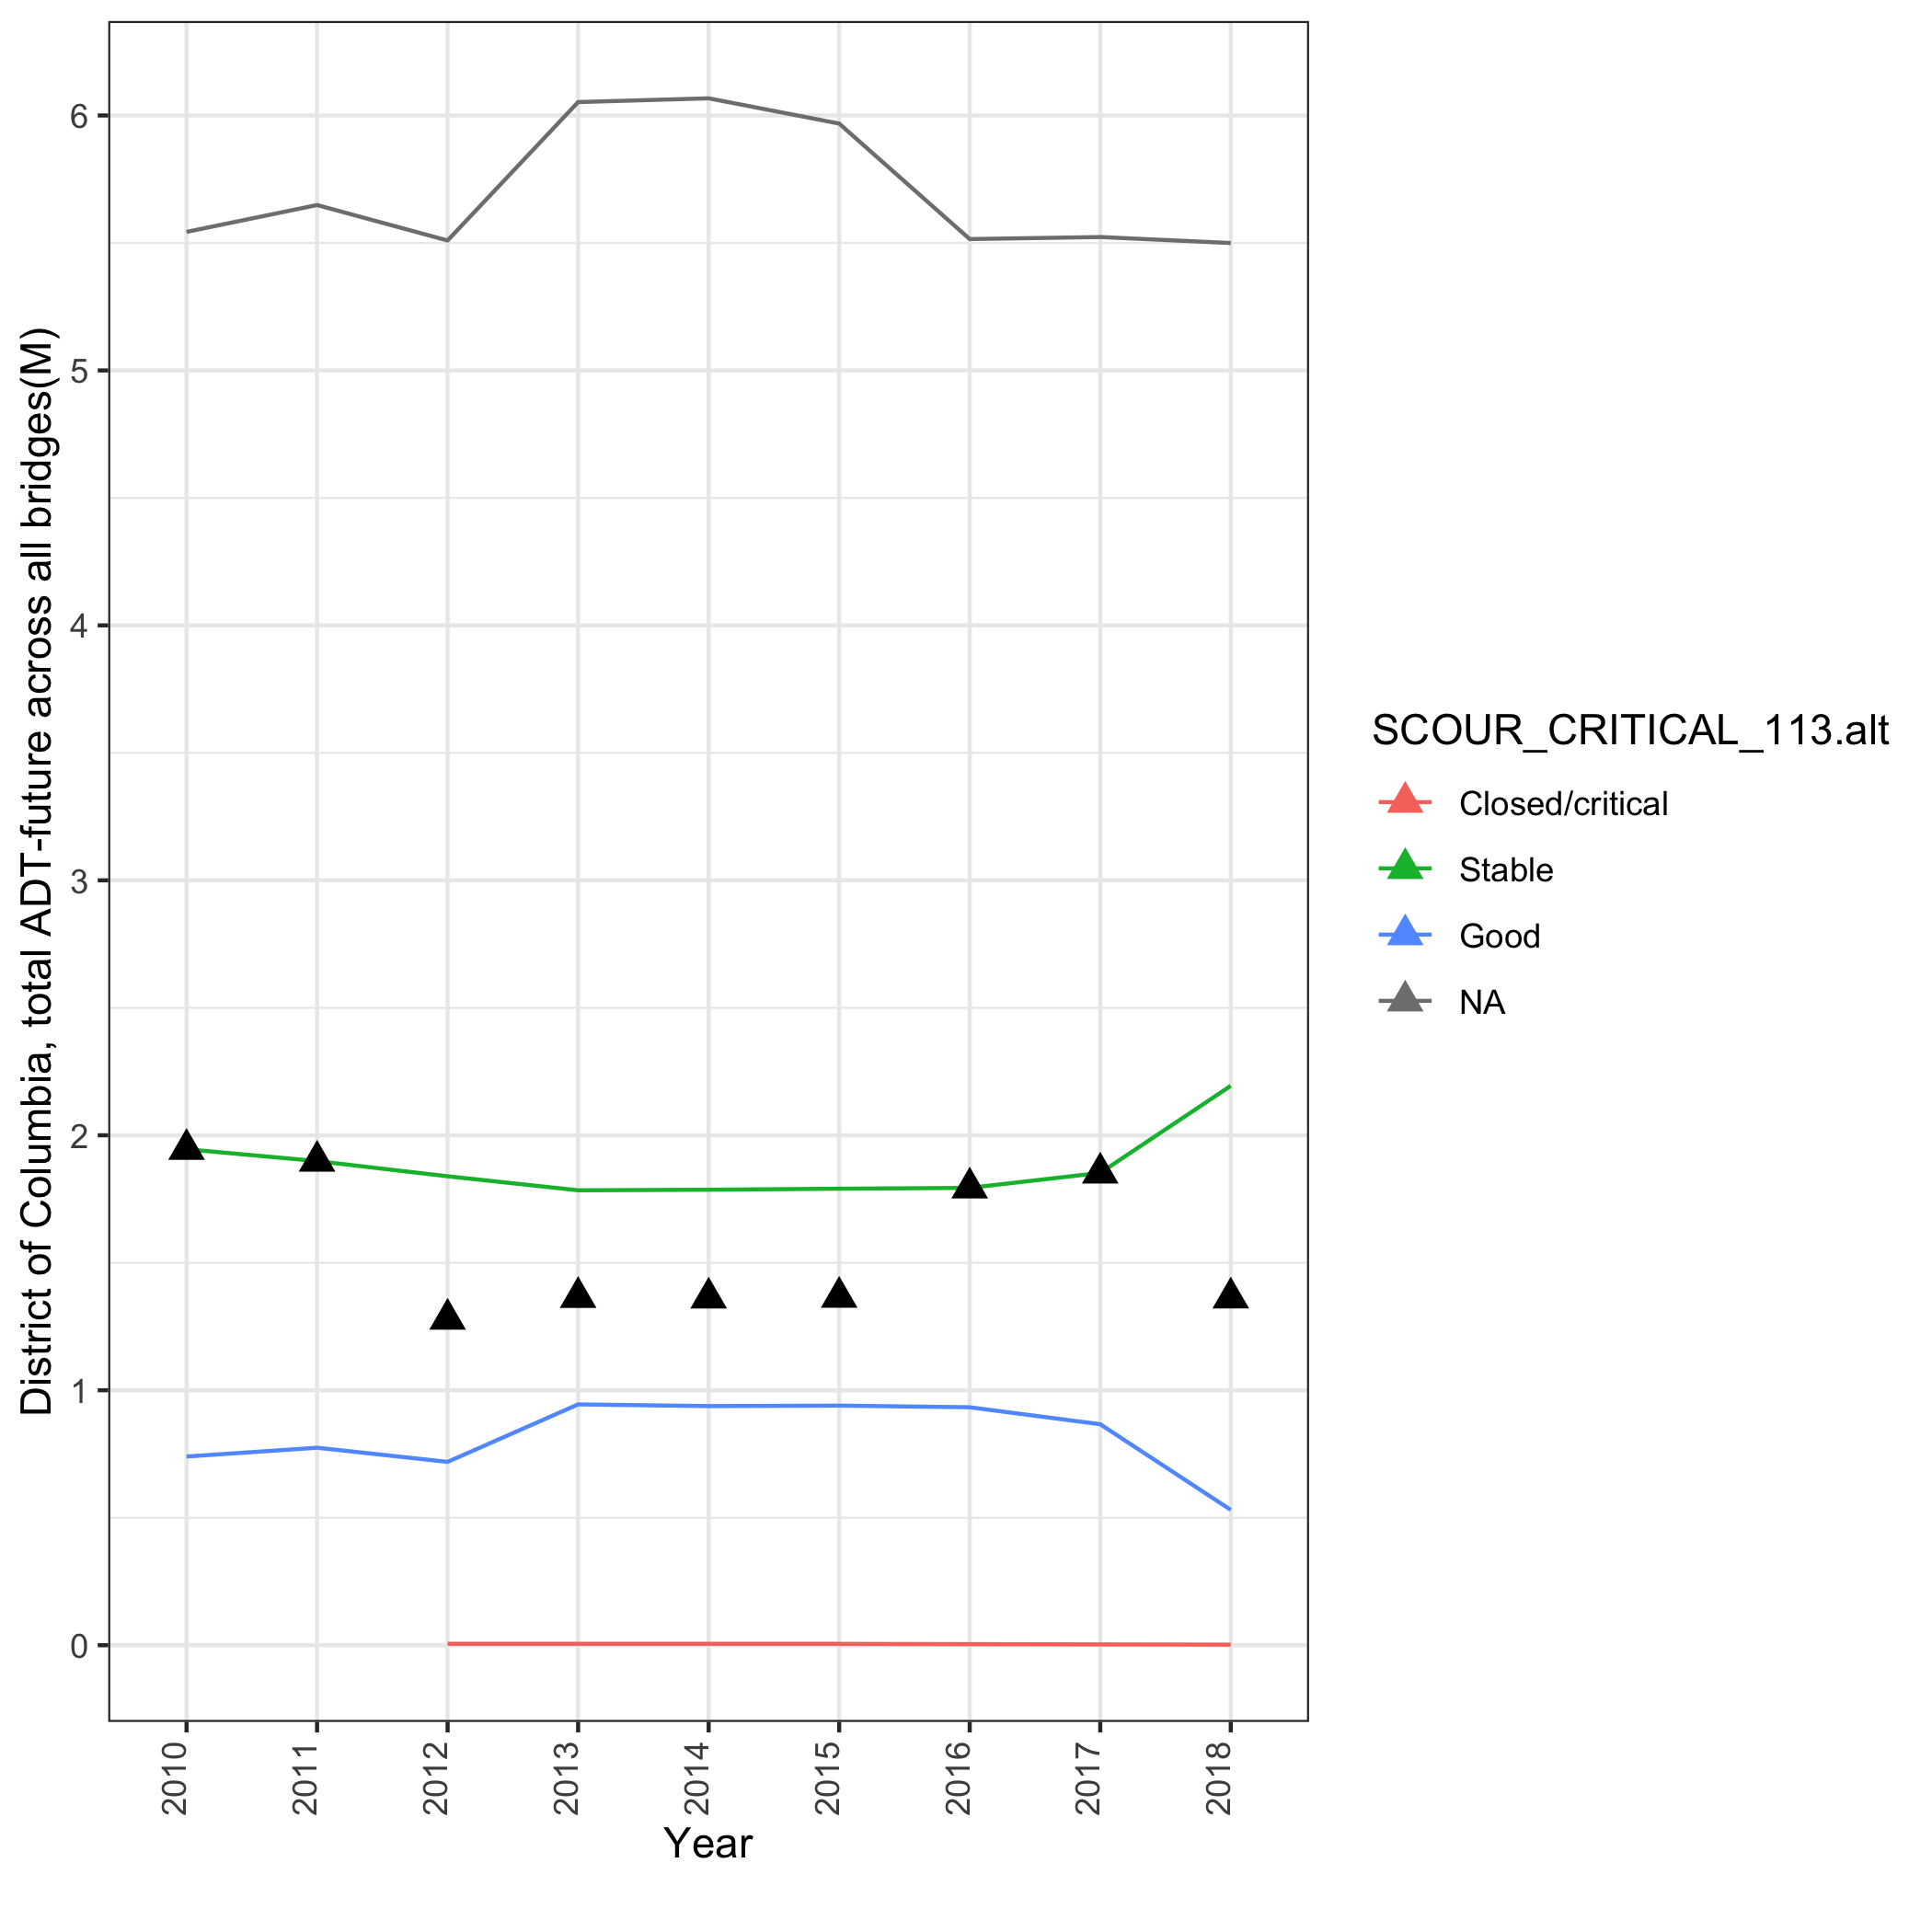 District of Columbia, total ADT-future across all bridges(M)
6
5
4
3
2
1
0
2010
2011
2012
2013
2014
2015
2016
2017
2018
Year
SCOUR_CRITICAL_113.alt
Closed/critical
Stable
Good
NA